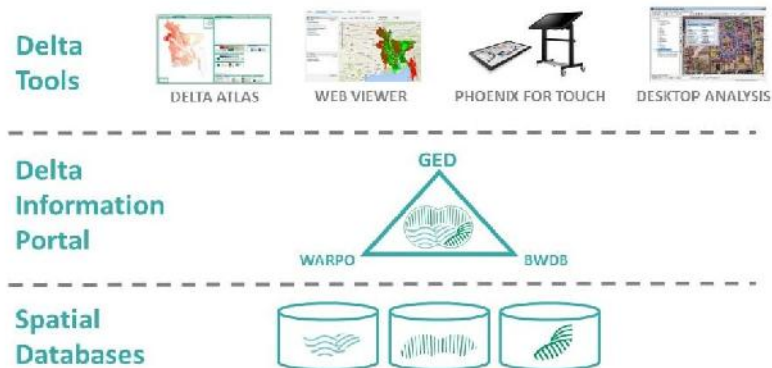 Delta
Tools
DELTA ATLAS
WEB VIEWER
PHOENIX FOR TOUCH
DESKTOP ANALYSIS
Delta
Information
Portal
GED
WARPO
BWDB
Spatial
Databases